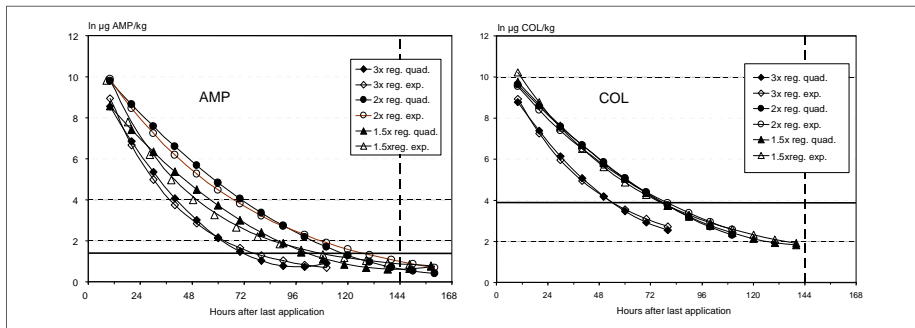 ln µg AMP/kg
12
10
8
6
4
2
0
0
24
48
72
96
120
144
168
Hours after last application
AMP
3x reg. quad.
3x reg. exp.
2x reg. quad.
2x reg. exp.
1.5x reg. quad.
1.5xreg. exp.
ln µg COL/kg
12
10
8
6
4
2
0
0
24
48
72
96
120
144
168
Hours after last application
COL
3x reg. quad.
3x reg. exp.
2x reg. quad.
2x reg. exp.
1.5x reg. quad.
1.5xreg. exp.